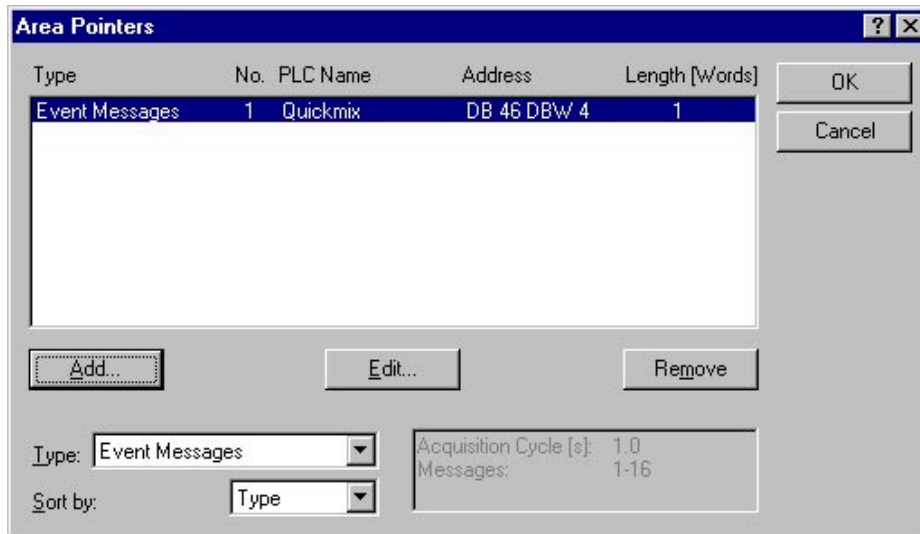 Area Pointers
Type No. PLC Name Address Length [Words]
Event Messages 1 Quickmix DB 46 DBW 4 1
OK
Cancel
Add... Edit... Remove
Type: Event Messages
Sort by: Type
Acquisition Cycle [s]: 1.0
Messages: 1-16